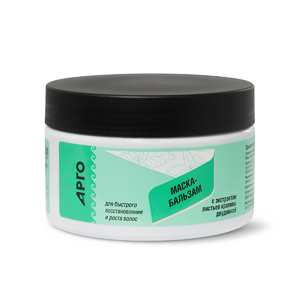 АРГО
для быстрого
восстановления
и роста волос
МАСКА-
БАЛЬЗАМ
с экстрактом
листьев крапивы
двудомной